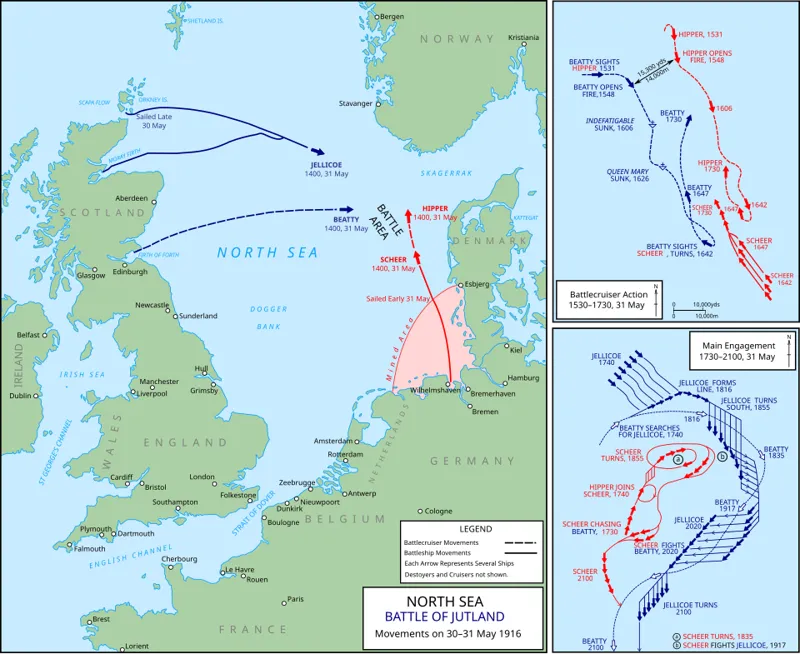 SHETLAND IS.
Bergen
NORWAY
Kristiania
SCAPA FLOW
ORKNEY IS.
Sailed Late
30 May
Stavanger
MORAY FIRTH
JELLICOE
1400, 31 May
SKAGERRAK
Aberdeen
SCOTLAND
BATTLE
AREA
HIPPER
1400, 31 May
BEATTY
1400, 31 May
KATTEGAT
DENMARK
FIRTH OF FORTH
NORTH SEA
Glasgow
Edinburgh
SCHEER
1400, 31 May
Esbjerg
Sailed Early 31 May
Newcastle
Sunderland
DOGGER
BANK
Mined Area
Belfast
IRELAND
IRISH SEA
Kiel
Hull
Manchester
Liverpool
Grimsby
Hamburg
Wilhelmshaven
Bremerhaven
Dublin
Bremen
ST GEORGE'S CHANNEL
WALES
ENGLAND
Amsterdam
Rotterdam
NETHERLANDS
GERMANY
Cardiff
Bristol
London
Zeebrugge
Antwerp
Southampton
Folkestone
Nieuwpoort
Dunkirk
STRAIT OF DOVER
Boulogne
BELGIUM
Cologne
Plymouth
Dartmouth
Falmouth
ENGLISH CHANNEL
Cherbourg
Le Havre
Rouen
Paris
Brest
Lorient
FRANCE
LEGEND
Battlecruiser Movements
Battleship Movements
Each Arrow Represents Several Ships
Destoyers and Cruisers not shown.
NORTH SEA
BATTLE OF JUTLAND
Movements on 30–31 May 1916
HIPPER, 1531
BEATTY SIGHTS
HIPPER 1531
15,300 yds
14,000m
HIPPER OPENS
FIRE, 1548
BEATTY OPENS
FIRE,1548
1606
INDEFATIGABLE
SUNK, 1606
BEATTY
1730
QUEEN MARY
SUNK, 1626
HIPPER
1730
BEATTY
1647
SCHEER
1730
1647
1642
BEATTY SIGHTS
SCHEER , TURNS, 1642
SCHEER
1647
SCHEER
1642
Battlecruiser Action
1530–1730, 31 May
N
0 10,000yds
0 10,000m
Main Engagement
1730–2100, 31 May
N
JELLICOE
1740
JELLICOE FORMS
LINE, 1816
JELLICOE TURNS
SOUTH, 1855
1816
BEATTY SEARCHES
FOR JELLICOE, 1740
BEATTY
1835
SCHEER
TURNS, 1855
a
b
HIPPER JOINS
SCHEER, 1740
BEATTY
1917
SCHEER CHASING
BEATTY, 1730
JELLICOE
2020
SCHEER FIGHTS
BEATTY, 2020
SCHEER
2100
JELLICOE TURNS
2100
BEATTY
2100
a SCHEER TURNS, 1835
b SCHEER FIGHTS JELLICOE, 1917